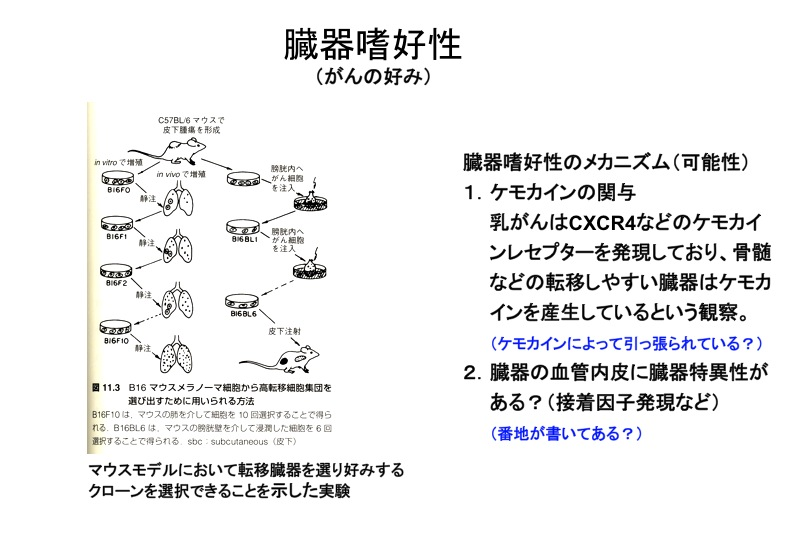 臓器嗜好性
（がんの好み）
C57BL/6 マウスで
皮下腫瘍を形成
in vitro で増殖
in vivo で増殖
B16F0
静注
B16F1
静注
B16F2
静注
B16F10
静注
膀胱内へ
がん細胞
を注入
B16BL1
膀胱内へ
がん細胞
を注入
B16BL6
皮下注射
図 11.3 B16 マウスメラノーマ細胞から高転移細胞集団を
選び出すために用いられる方法
B16F10 は、マウスの肺を介して細胞を 10 回選択することで得ら
れる. B16BL6 は、マウスの膀胱壁を介して浸潤した細胞を 6 回
選択することで得られる. sbc：subcutaneous（皮下）
マウスモデルにおいて転移臓器を選り好みする
クローンを選択できることを示した実験
臓器嗜好性のメカニズム（可能性）
１．ケモカインの関与
乳がんはCXCR4などのケモカイ
ンレセプターを発現しており、骨髄
などの転移しやすい臓器はケモカ
インを産生しているという観察。
（ケモカインによって引っ張られている？）
２．臓器の血管内皮に臓器特異性が
ある？（接着因子発現など）
（番地が書いてある？）